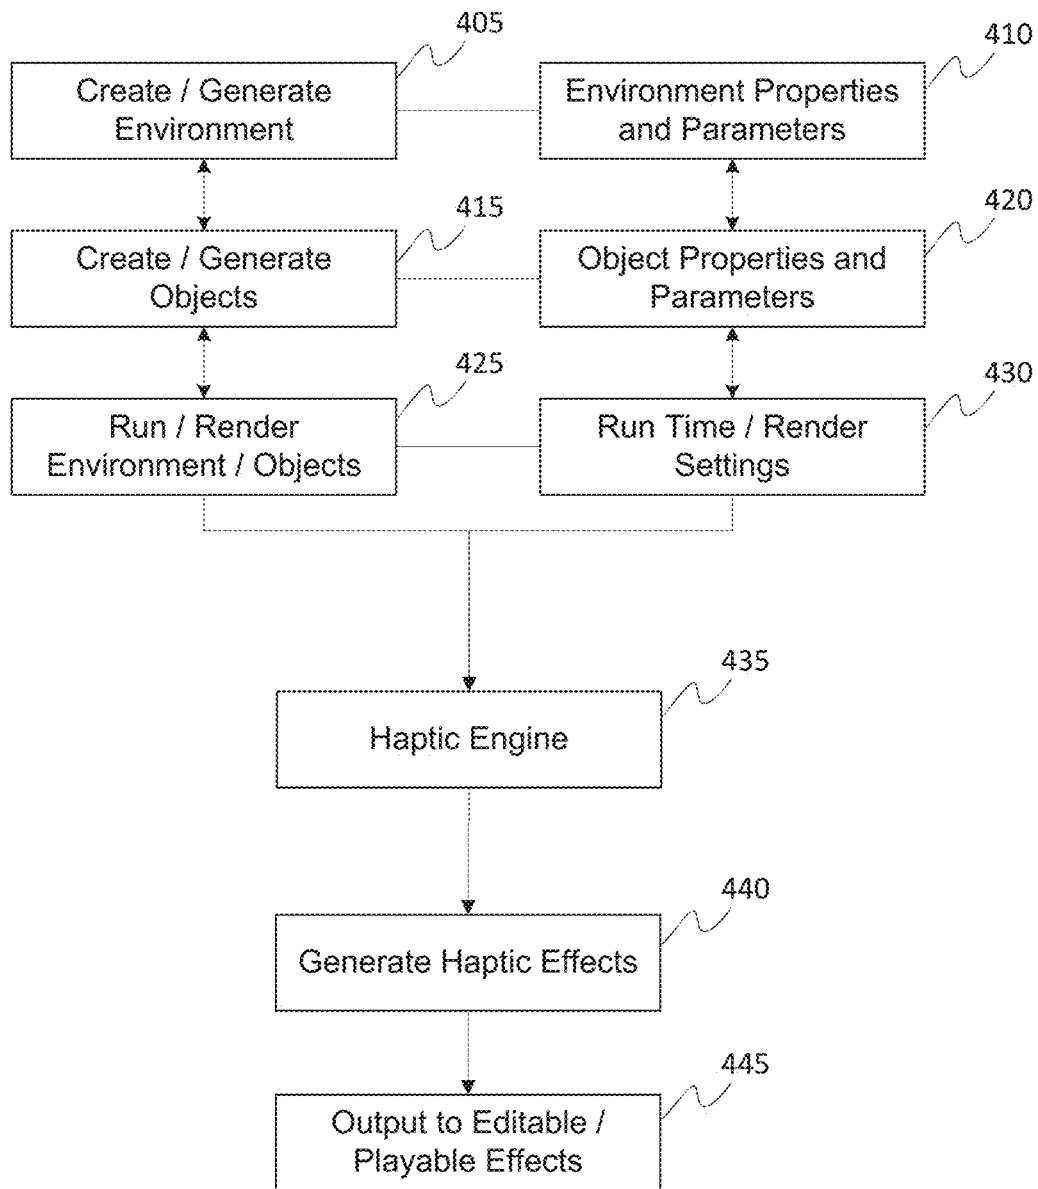 405
410
Create / Generate
Environment
Environment Properties
and Parameters
415
420
Create / Generate
Objects
Object Properties and
Parameters
425
430
Run / Render
Environment / Objects
Run Time / Render
Settings
435
Haptic Engine
440
Generate Haptic Effects
445
Output to Editable /
Playable Effects